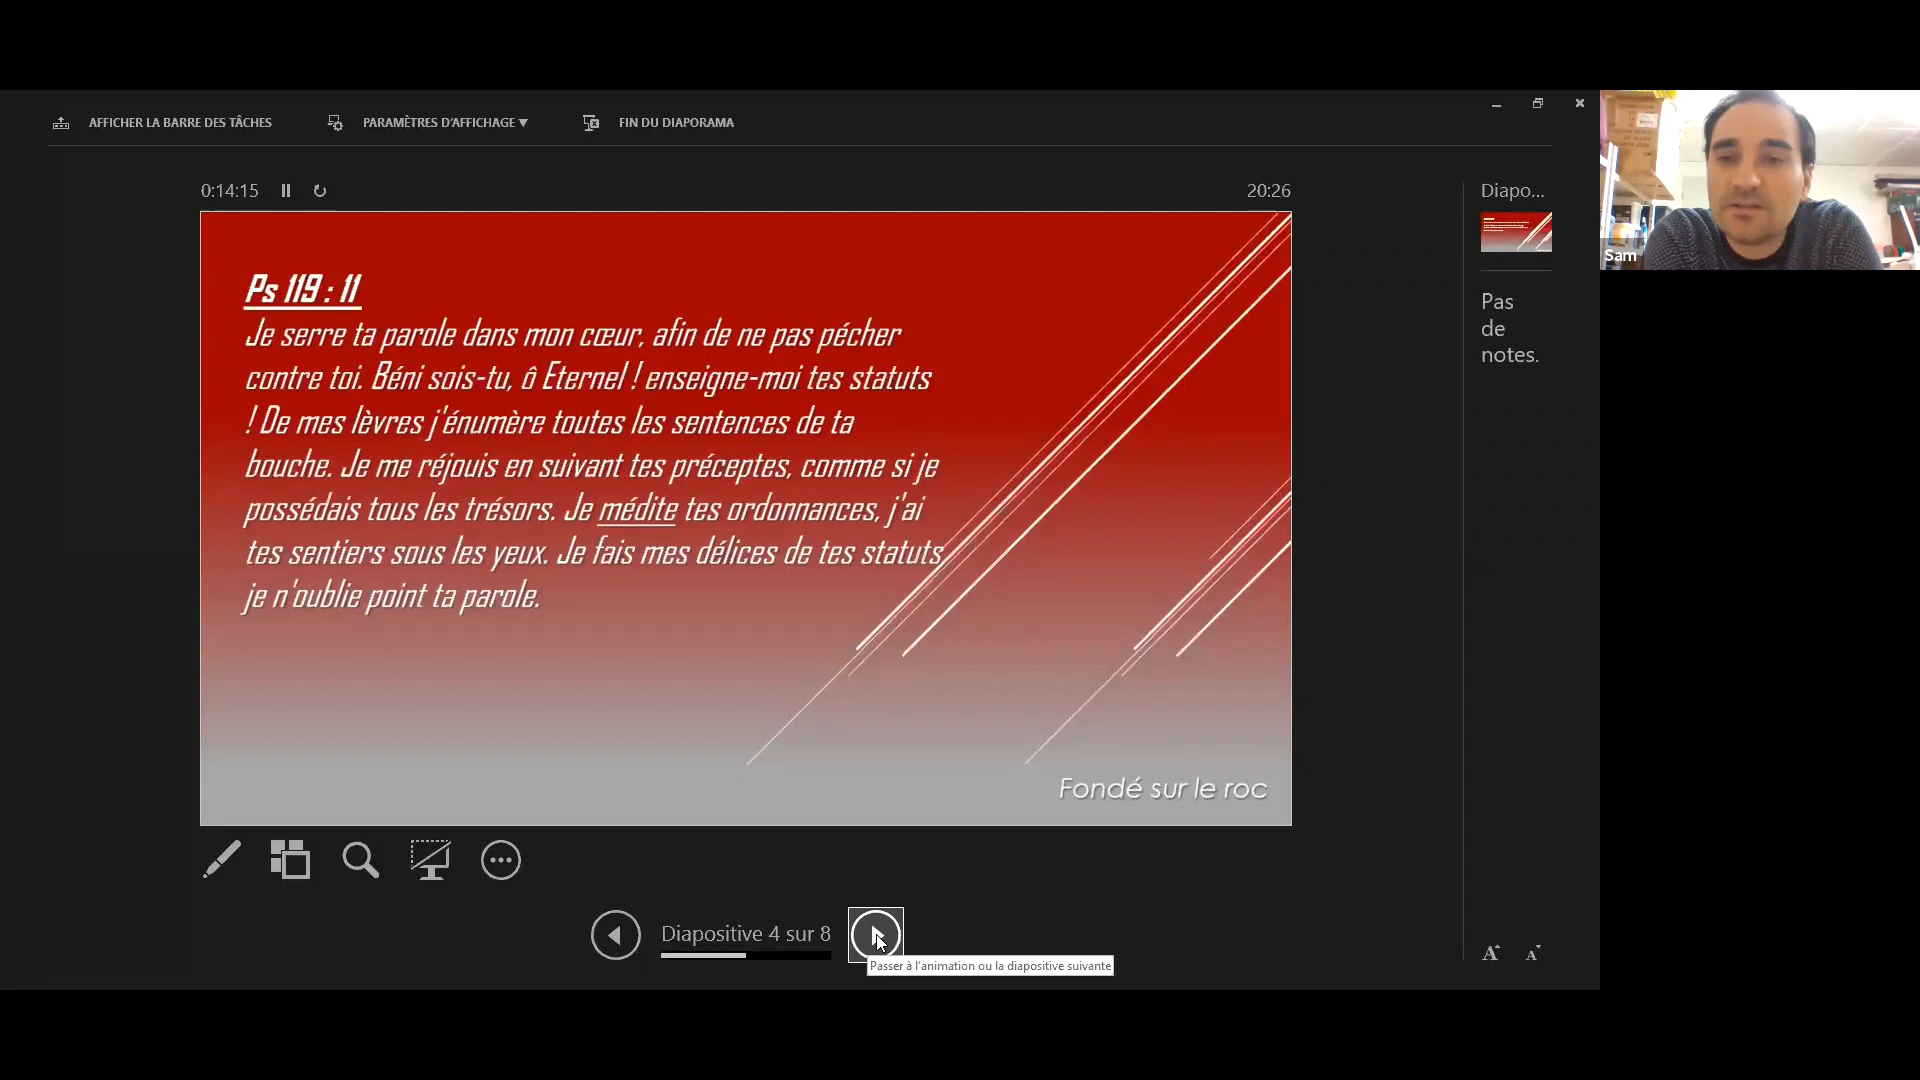 AFFICHER LA BARRE DES TÂCHES
PARAMÈTRES D'AFFICHAGE ▼
FIN DU DIAPORAMA
0:14:15
20:26
Ps 119 : 11
Je serre ta parole dans mon cœur, afin de ne pas pécher
contre toi. Béni sois-tu, ô Eternel ! enseigne-moi tes statuts
! De mes lèvres j'énumère toutes les sentences de ta
bouche. Je me réjouis en suivant tes préceptes, comme si je
possédais tous les trésors. Je médite tes ordonnances, j'ai
tes sentiers sous les yeux. Je fais mes délices de tes statuts,
je n'oublie point ta parole.
Fondé sur le roc
Diapositive 4 sur 8
Passer à l'animation ou la diapositive suivante
Diapo...
Pas
de
notes.
A A
Sam